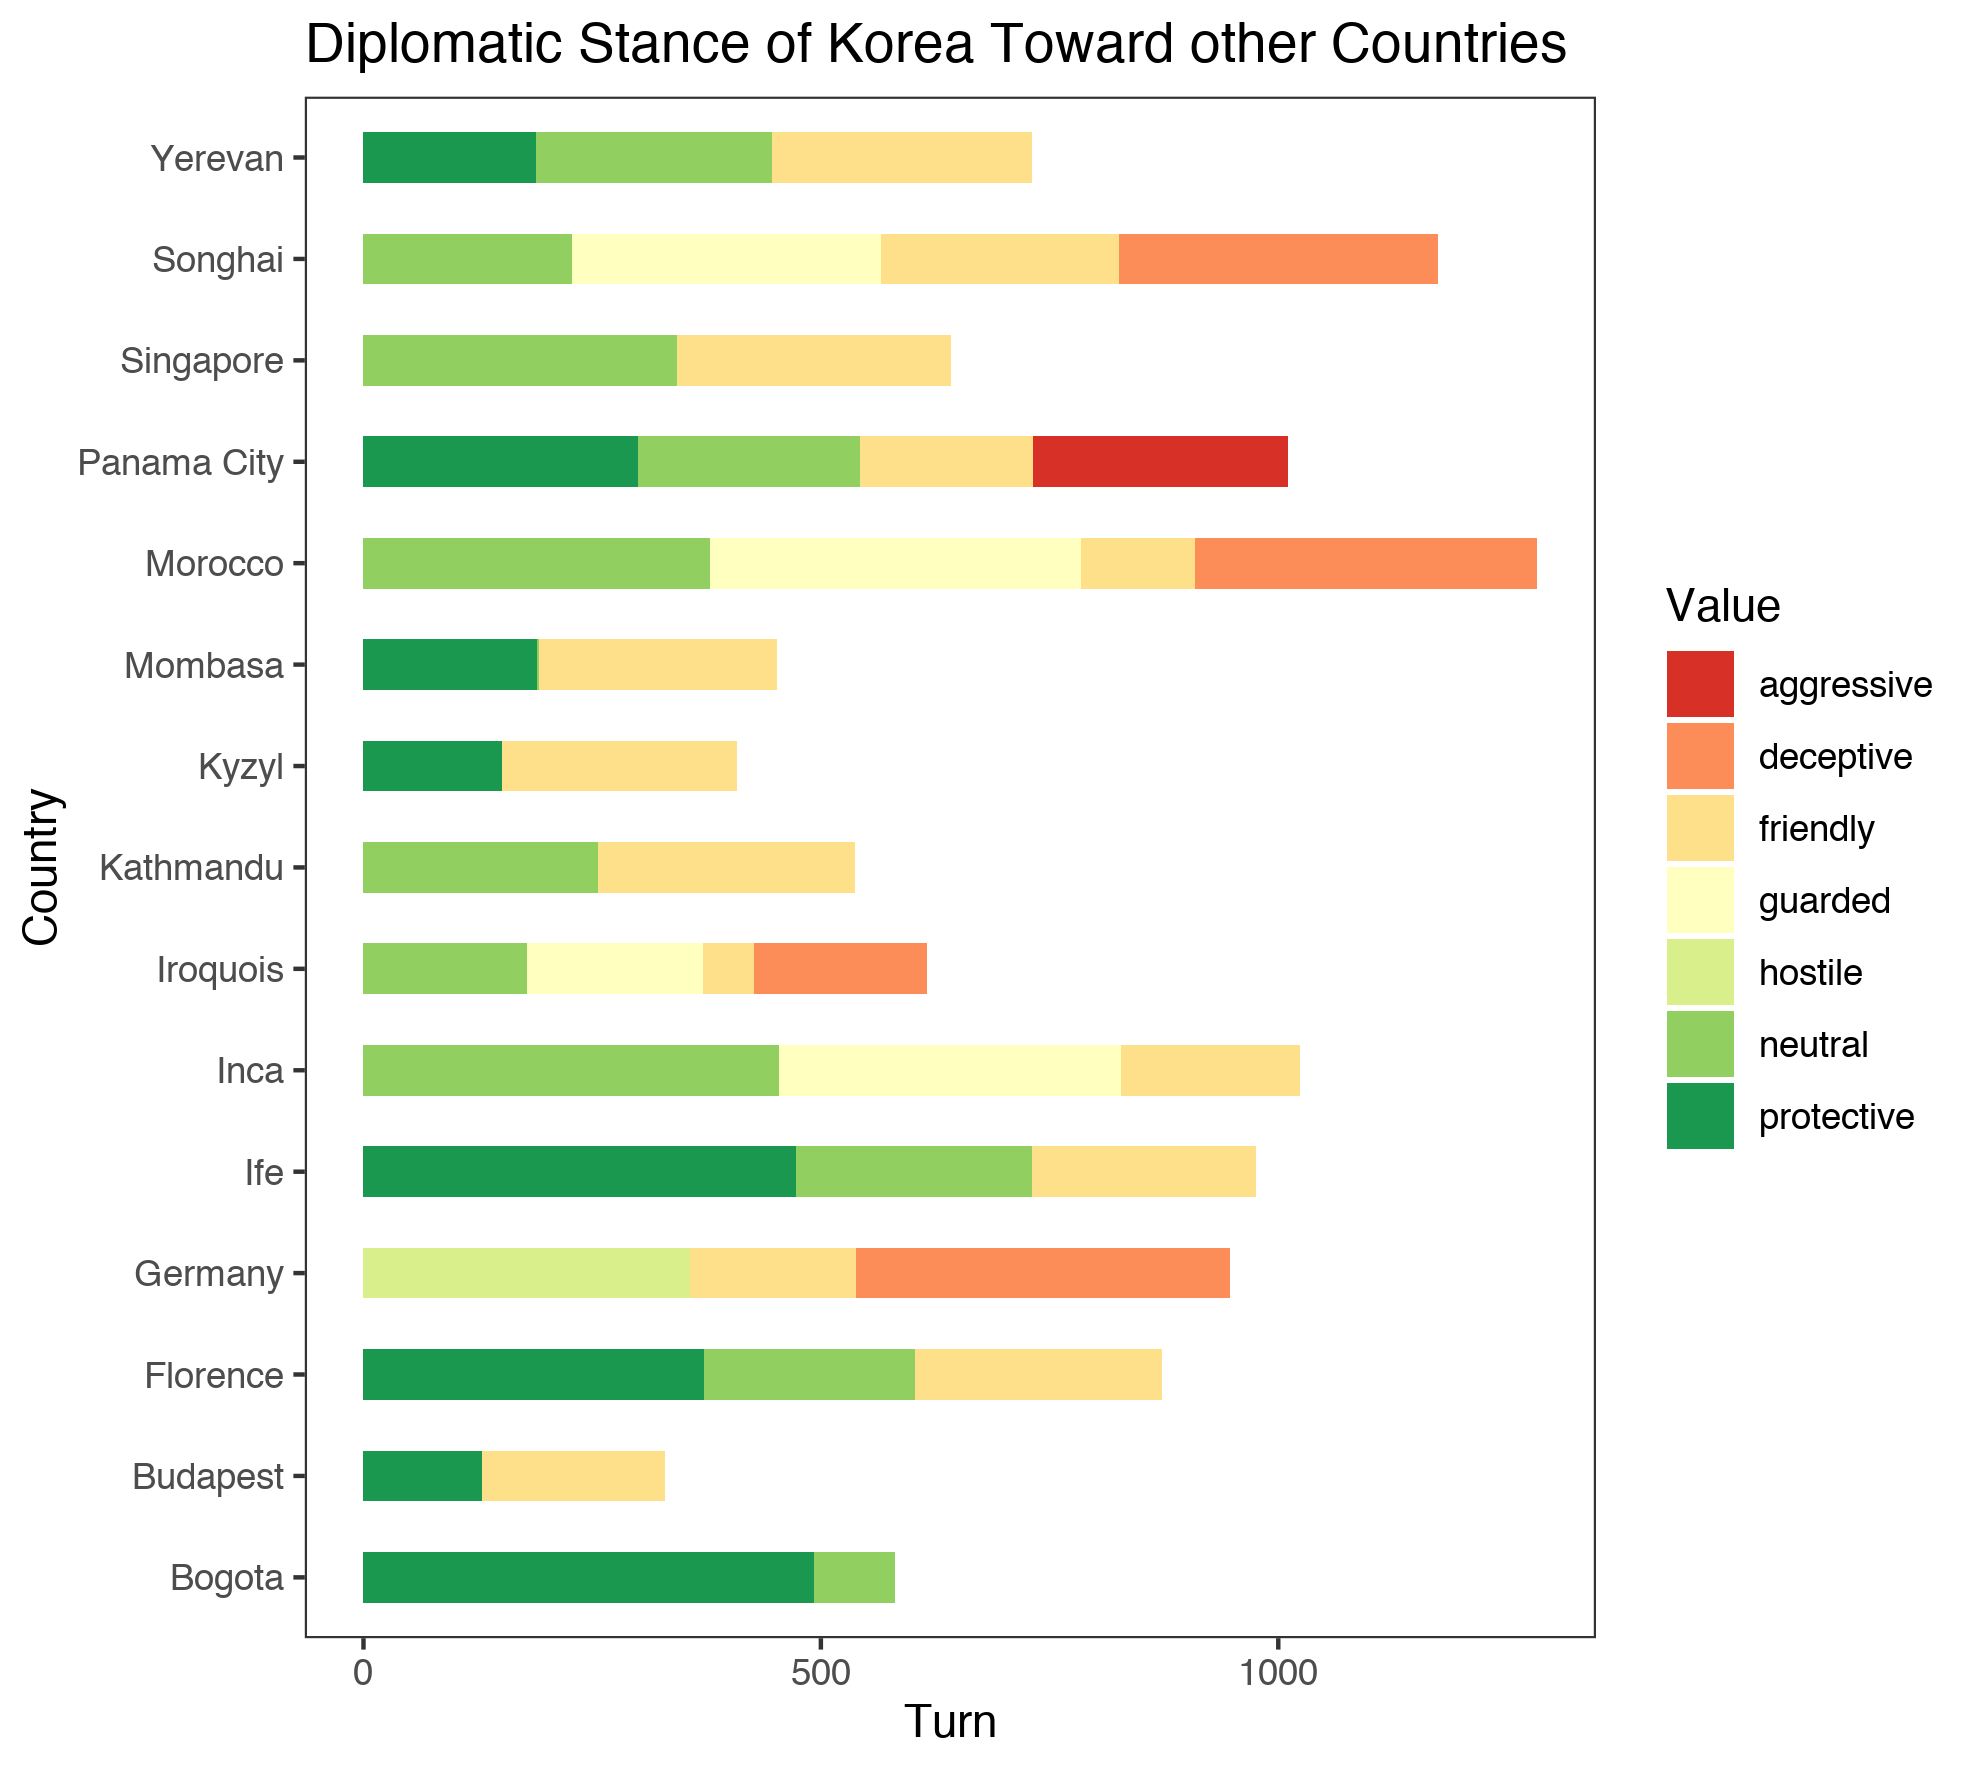 Diplomatic Stance of Korea Toward other Countries
Yerevan
Songhai
Singapore
Panama City
Morocco
Mombasa
Kyzyl
Kathmandu
Iroquois
Inca
Ife
Germany
Florence
Budapest
Bogota
Country
0 500 1000
Turn
Value
aggressive
deceptive
friendly
guarded
hostile
neutral
protective